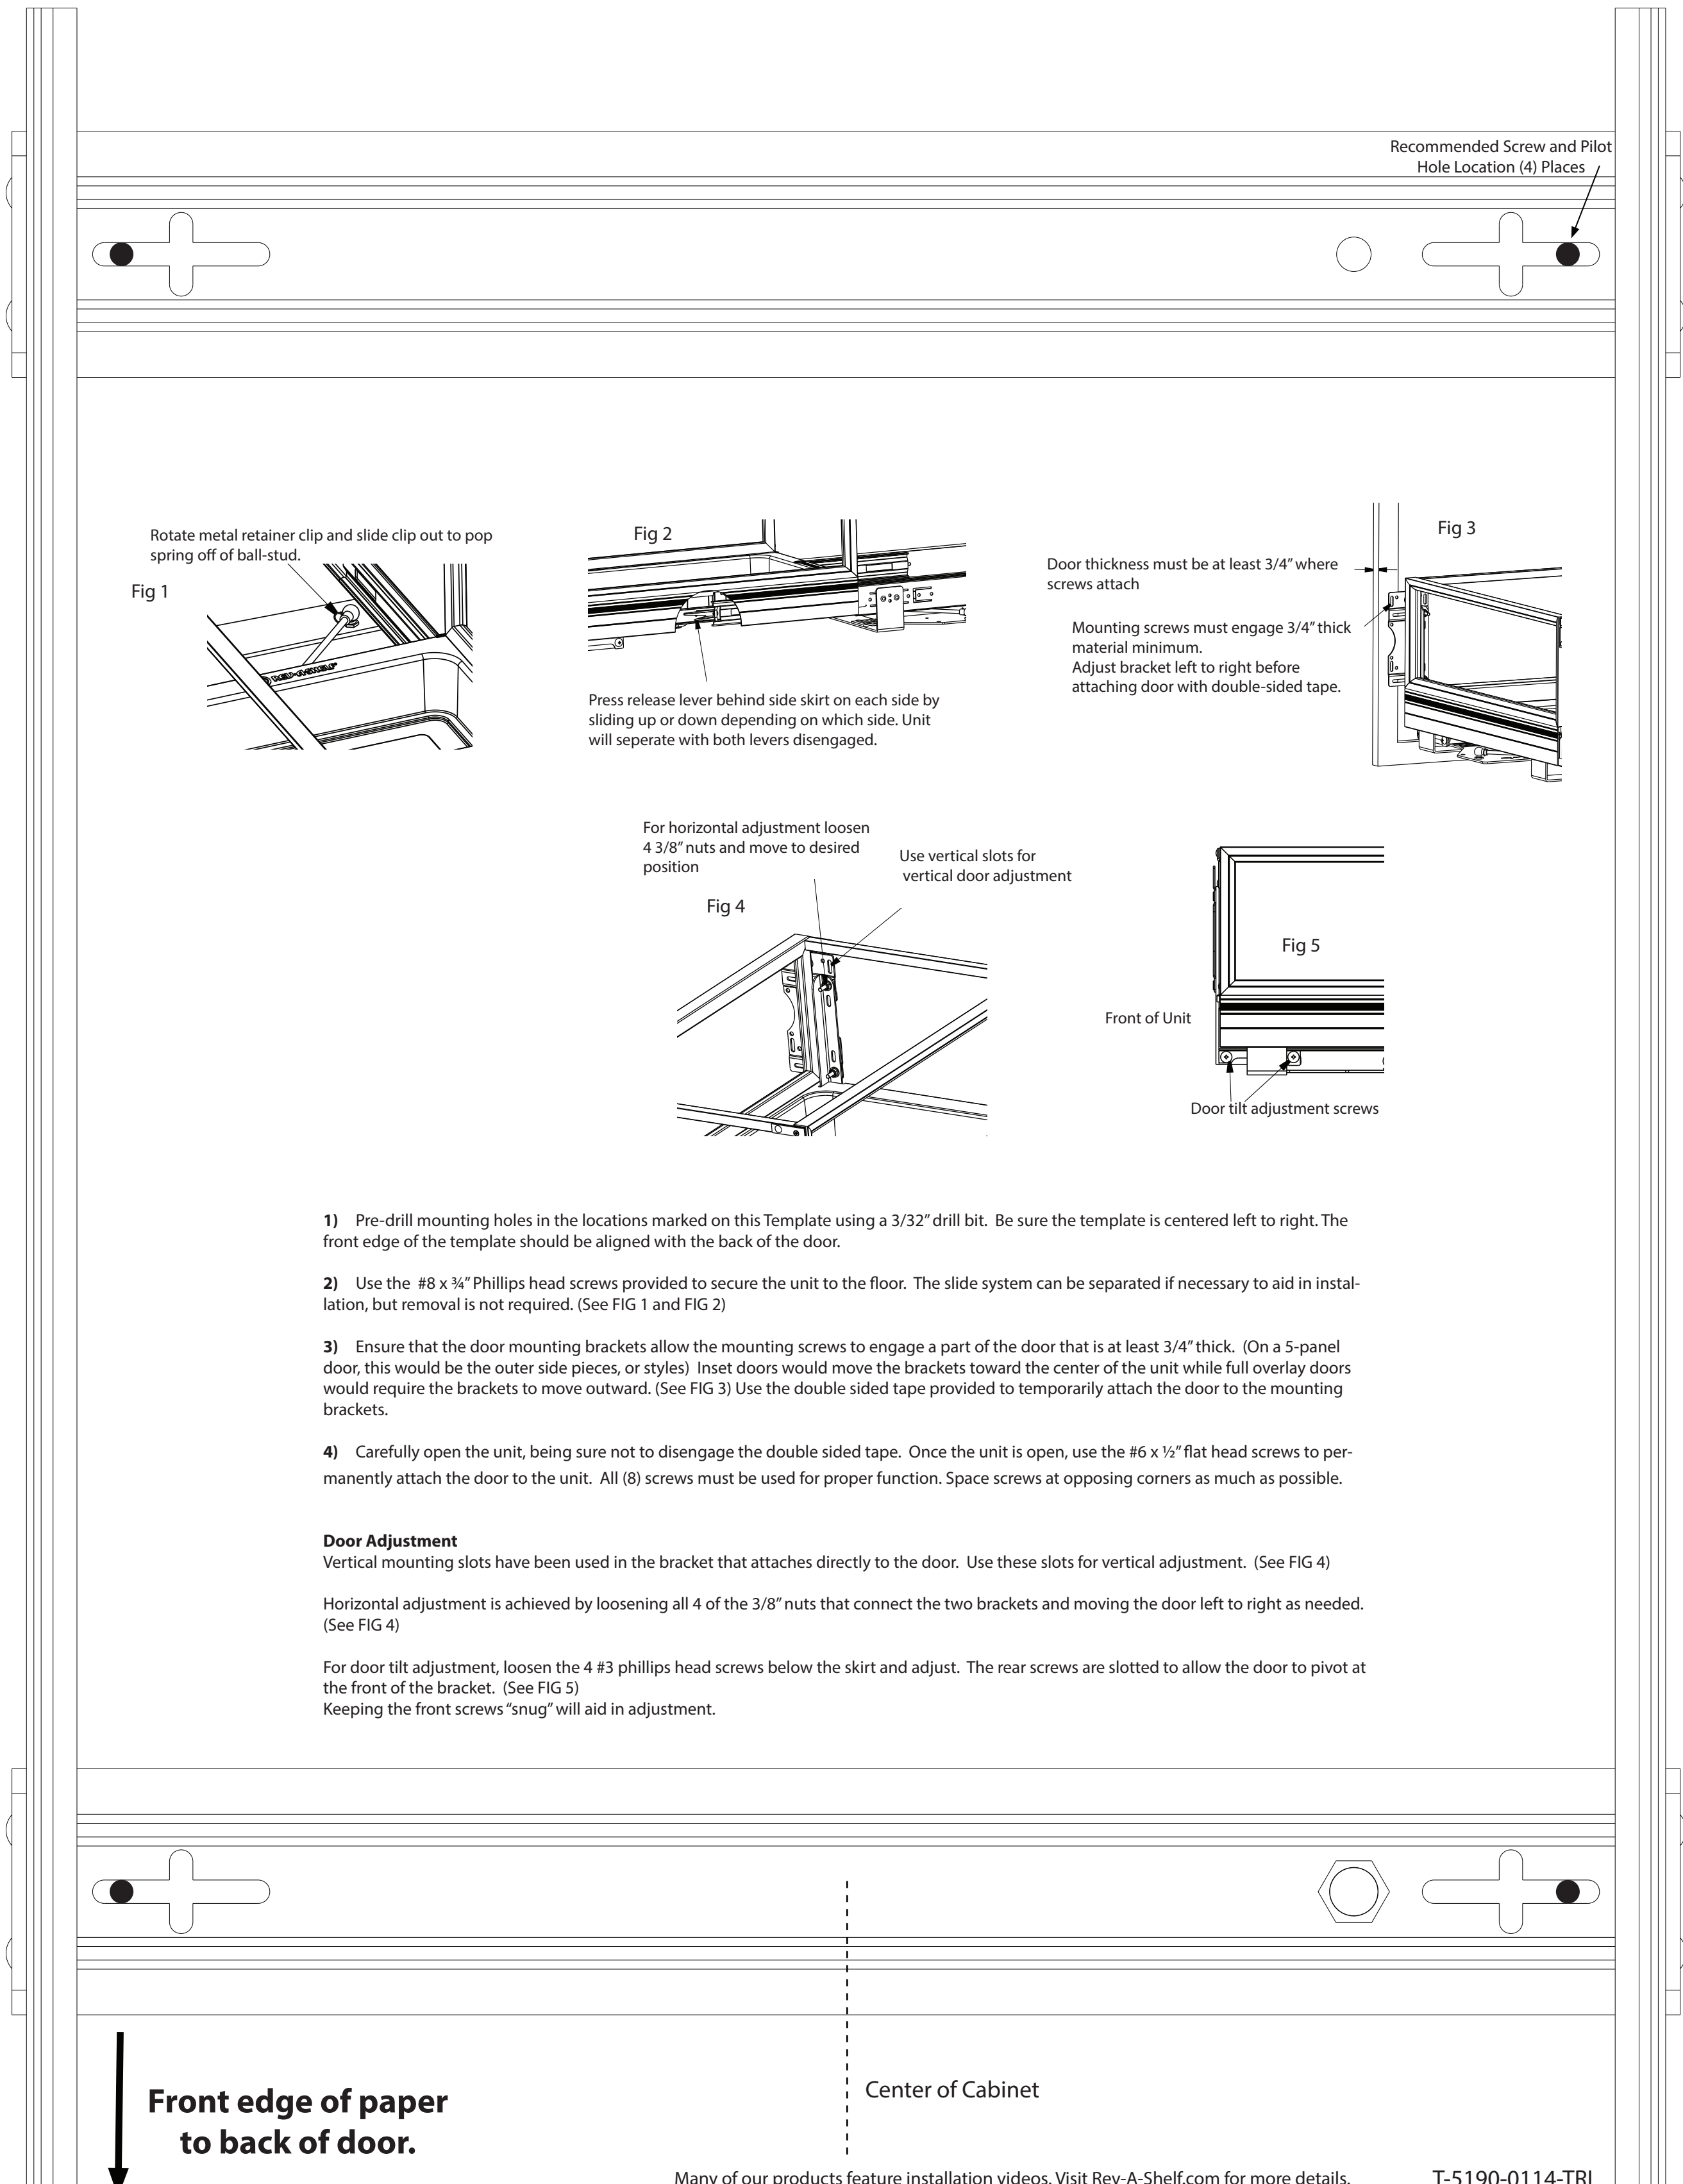 Recommended Screw and Pilot
Hole Location (4) Places
Rotate metal retainer clip and slide clip out to pop
spring off of ball-stud.
Fig 1
REV-A-SHELF
Fig 2
Press release lever behind side skirt on each side by
sliding up or down depending on which side. Unit
will seperate with both levers disengaged.
Fig 3
Door thickness must be at least 3/4” where
screws attach
Mounting screws must engage 3/4” thick
material minimum.
Adjust bracket left to right before
attaching door with double-sided tape.
For horizontal adjustment loosen
4 3/8” nuts and move to desired
position
Use vertical slots for
vertical door adjustment
Fig 4
Fig 5
Front of Unit
Door tilt adjustment screws
1) Pre-drill mounting holes in the locations marked on this Template using a 3/32” drill bit. Be sure the template is centered left to right. The
front edge of the template should be aligned with the back of the door.
2) Use the #8 x ¾” Phillips head screws provided to secure the unit to the floor. The slide system can be separated if necessary to aid in instal-
lation, but removal is not required. (See FIG 1 and FIG 2)
3) Ensure that the door mounting brackets allow the mounting screws to engage a part of the door that is at least 3/4” thick. (On a 5-panel
door, this would be the outer side pieces, or styles) Inset doors would move the brackets toward the center of the unit while full overlay doors
would require the brackets to move outward. (See FIG 3) Use the double sided tape provided to temporarily attach the door to the mounting
brackets.
4) Carefully open the unit, being sure not to disengage the double sided tape. Once the unit is open, use the #6 x ½” flat head screws to per-
manently attach the door to the unit. All (8) screws must be used for proper function. Space screws at opposing corners as much as possible.
Door Adjustment
Vertical mounting slots have been used in the bracket that attaches directly to the door. Use these slots for vertical adjustment. (See FIG 4)
Horizontal adjustment is achieved by loosening all 4 of the 3/8” nuts that connect the two brackets and moving the door left to right as needed.
(See FIG 4)
For door tilt adjustment, loosen the 4 #3 phillips head screws below the skirt and adjust. The rear screws are slotted to allow the door to pivot at
the front of the bracket. (See FIG 5)
Keeping the front screws “snug” will aid in adjustment.
Center of Cabinet
Front edge of paper
to back of door.
Many of our products feature installation videos. Visit Rev-A-Shelf.com for more details.
T-5190-0114-TRI